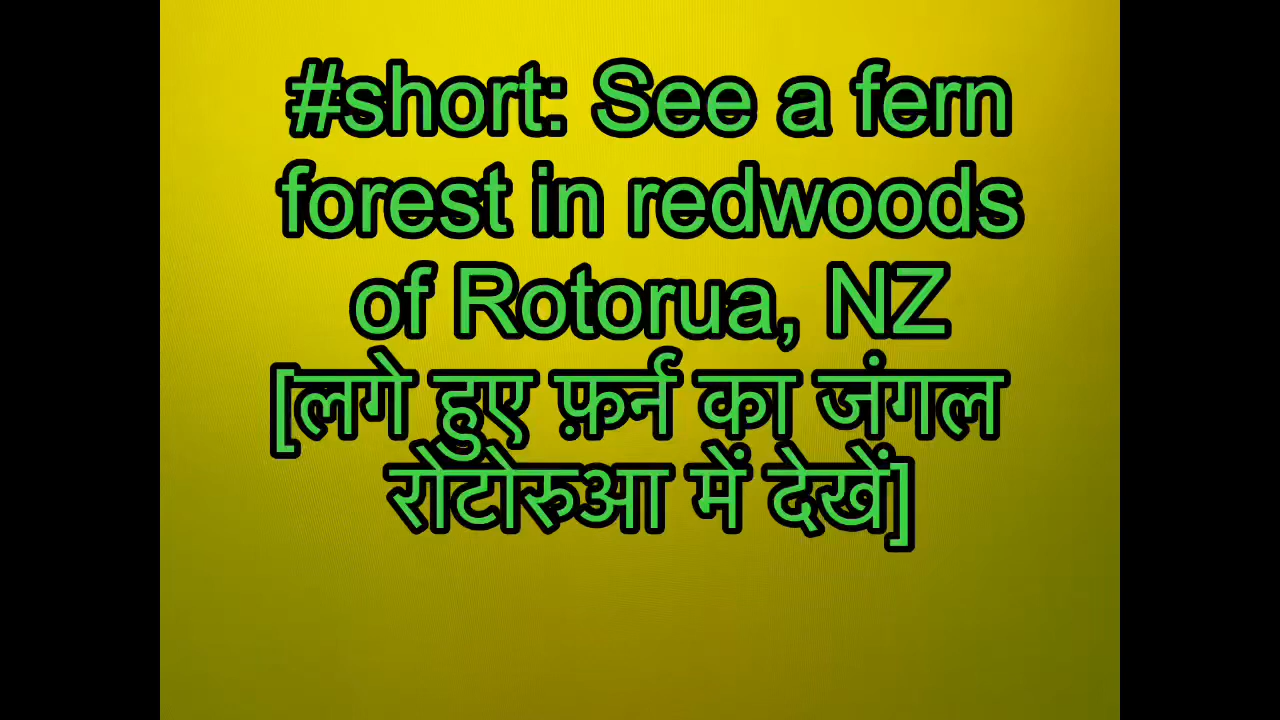 #short: See a fern
forest in redwoods
of Rotorua, NZ
[लगे हुए फ़र्न का जंगल
रोटोरुआ में देखें]